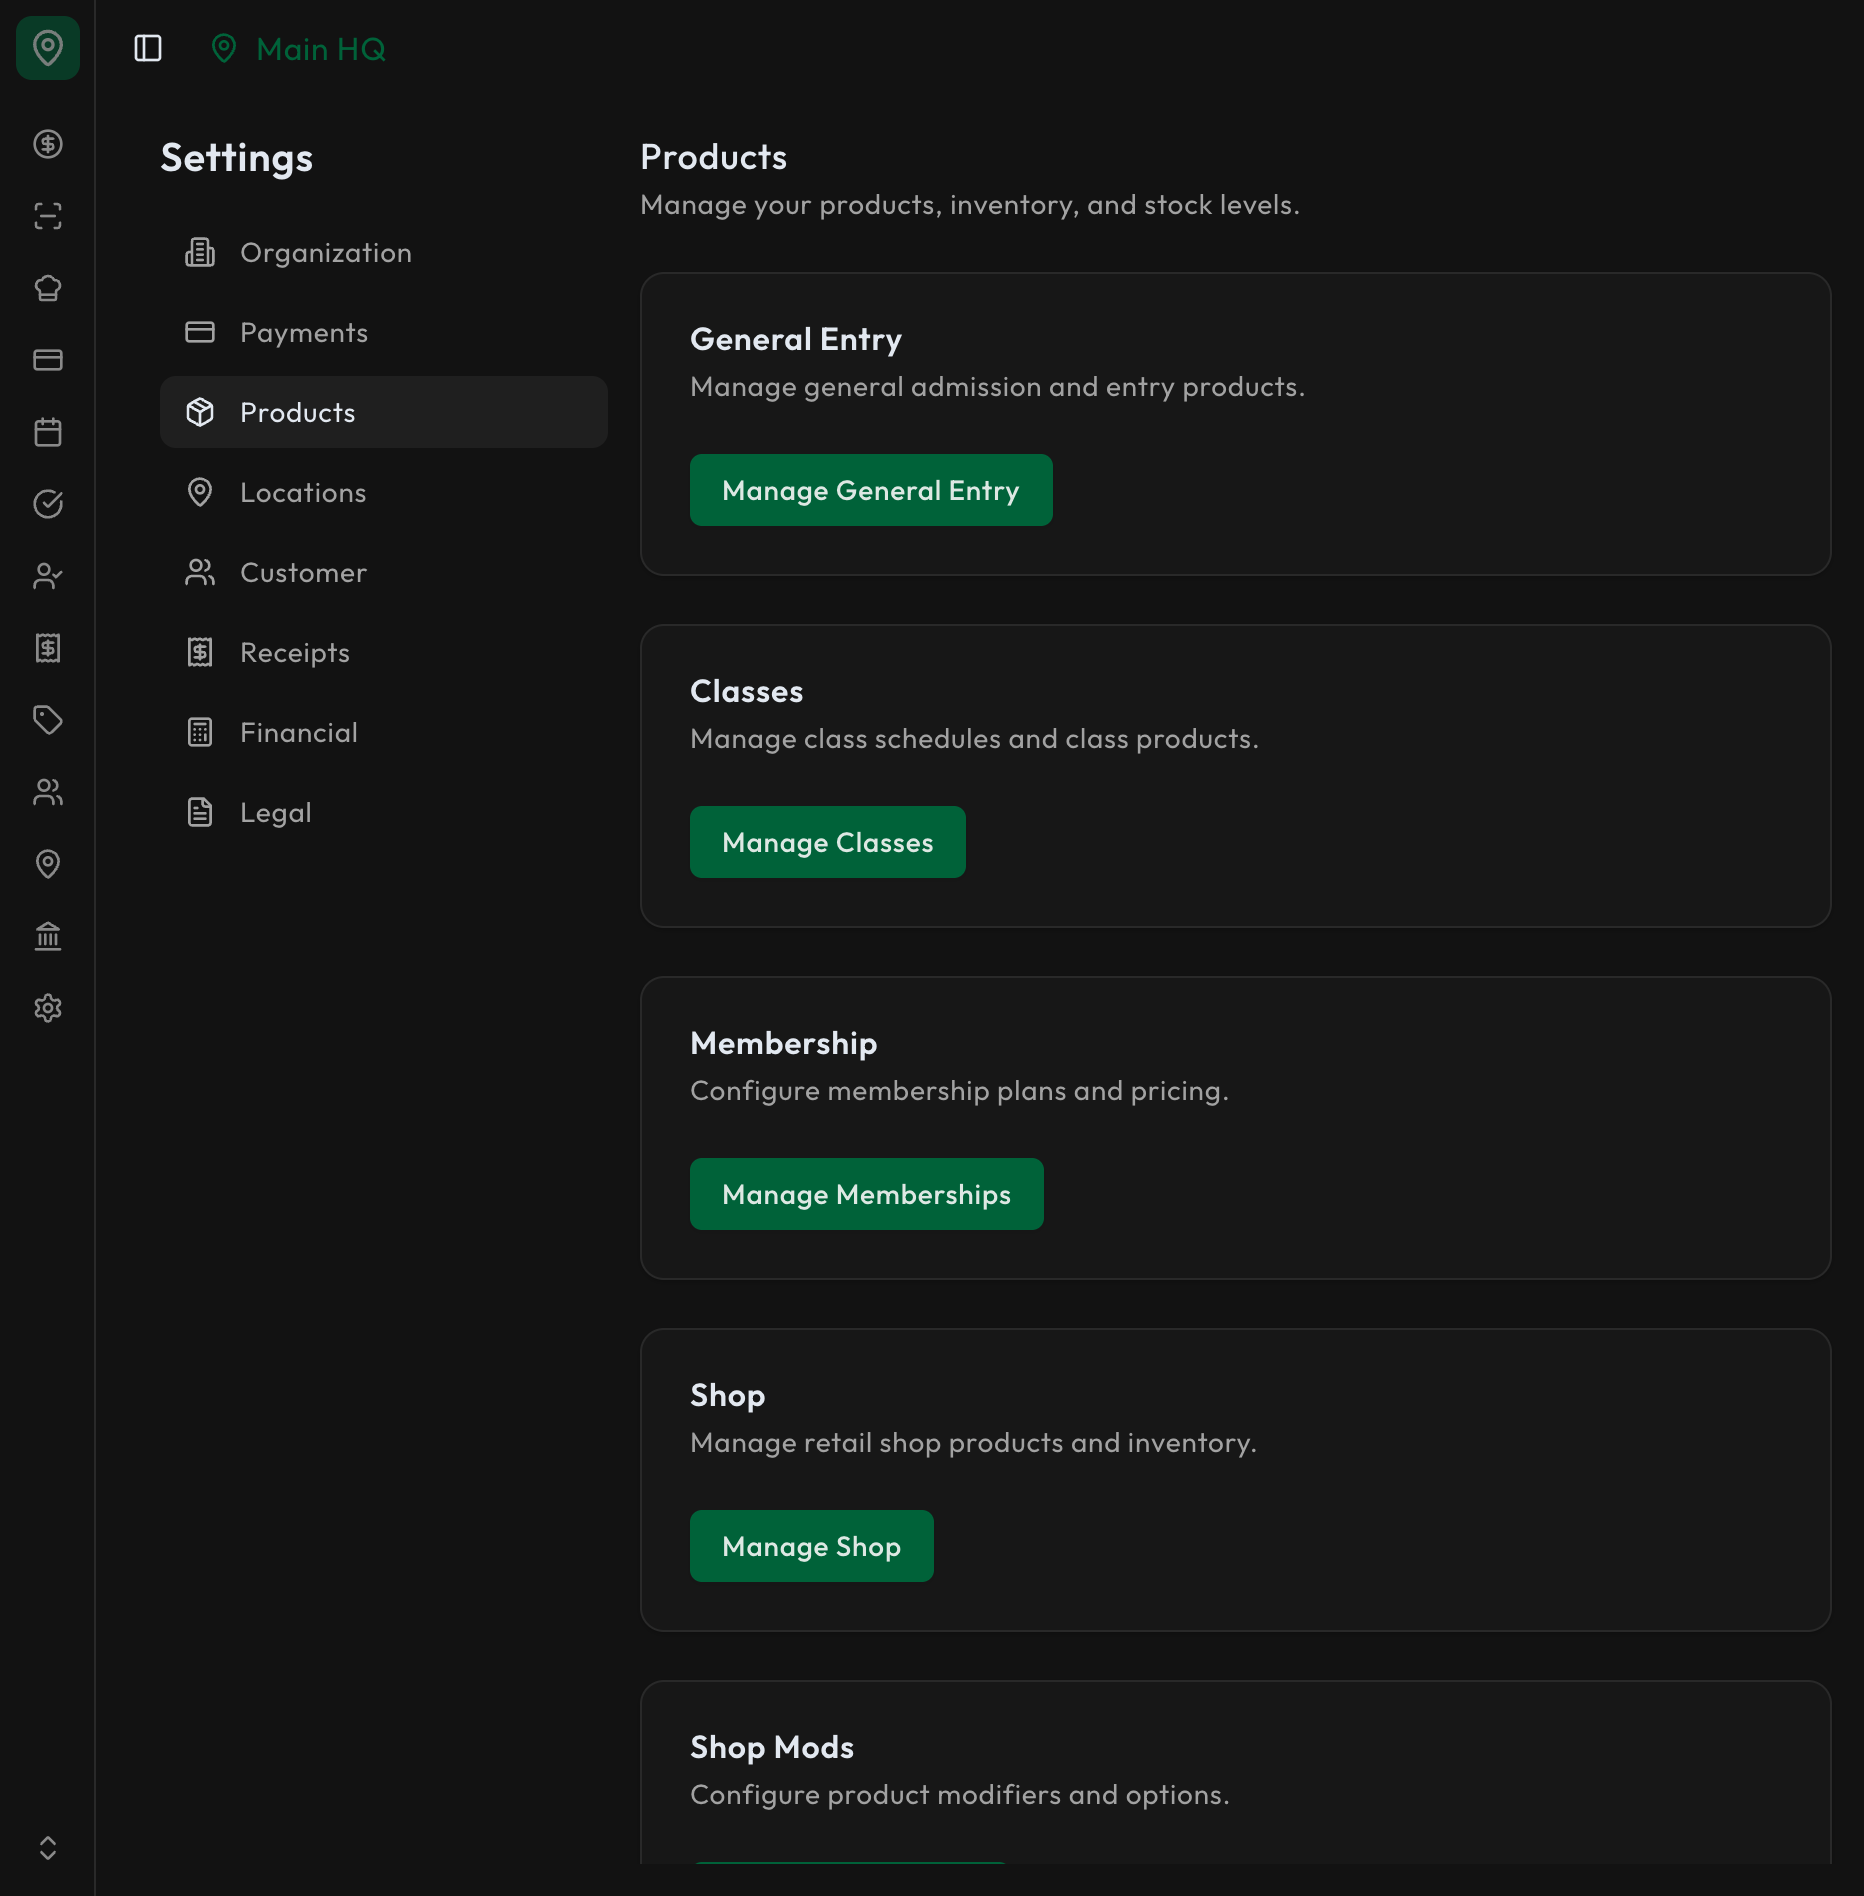 Main HQ
Settings
Organization
Payments
Products
Locations
Customer
Receipts
Financial
Legal
Products
Manage your products, inventory, and stock levels.
General Entry
Manage general admission and entry products.
Manage General Entry
Classes
Manage class schedules and class products.
Manage Classes
Membership
Configure membership plans and pricing.
Manage Memberships
Shop
Manage retail shop products and inventory.
Manage Shop
Shop Mods
Configure product modifiers and options.